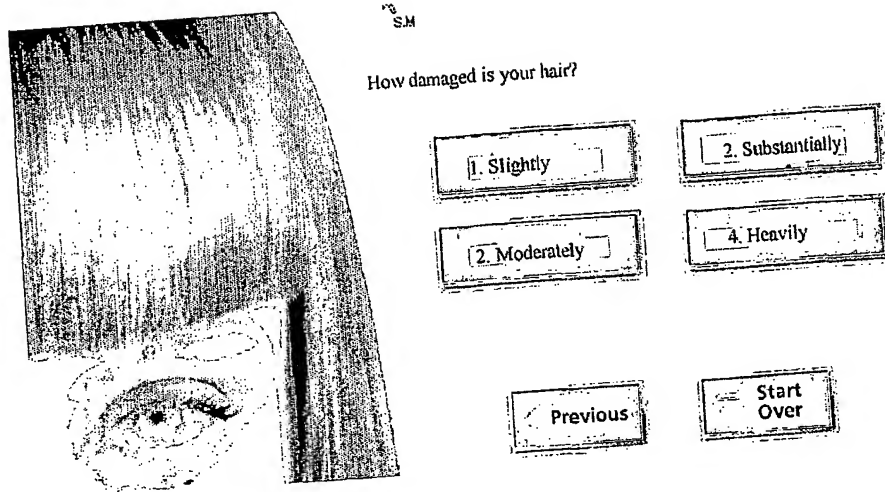 S.M
How damaged is your hair?
1. Slightly
2. Substantially
2. Moderately
4. Heavily
Previous
Start
Over